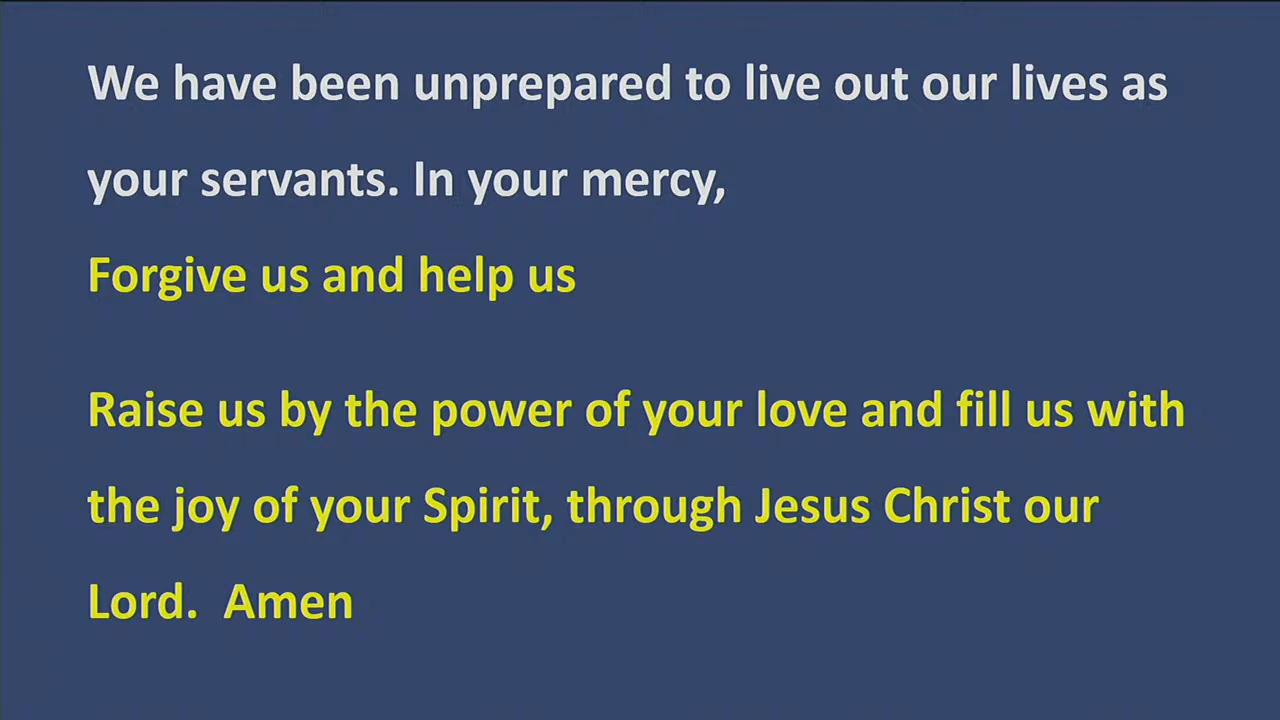 We have been unprepared to live out our lives as
your servants. In your mercy,
Forgive us and help us
Raise us by the power of your love and fill us with
the joy of your Spirit, through Jesus Christ our
Lord.  Amen